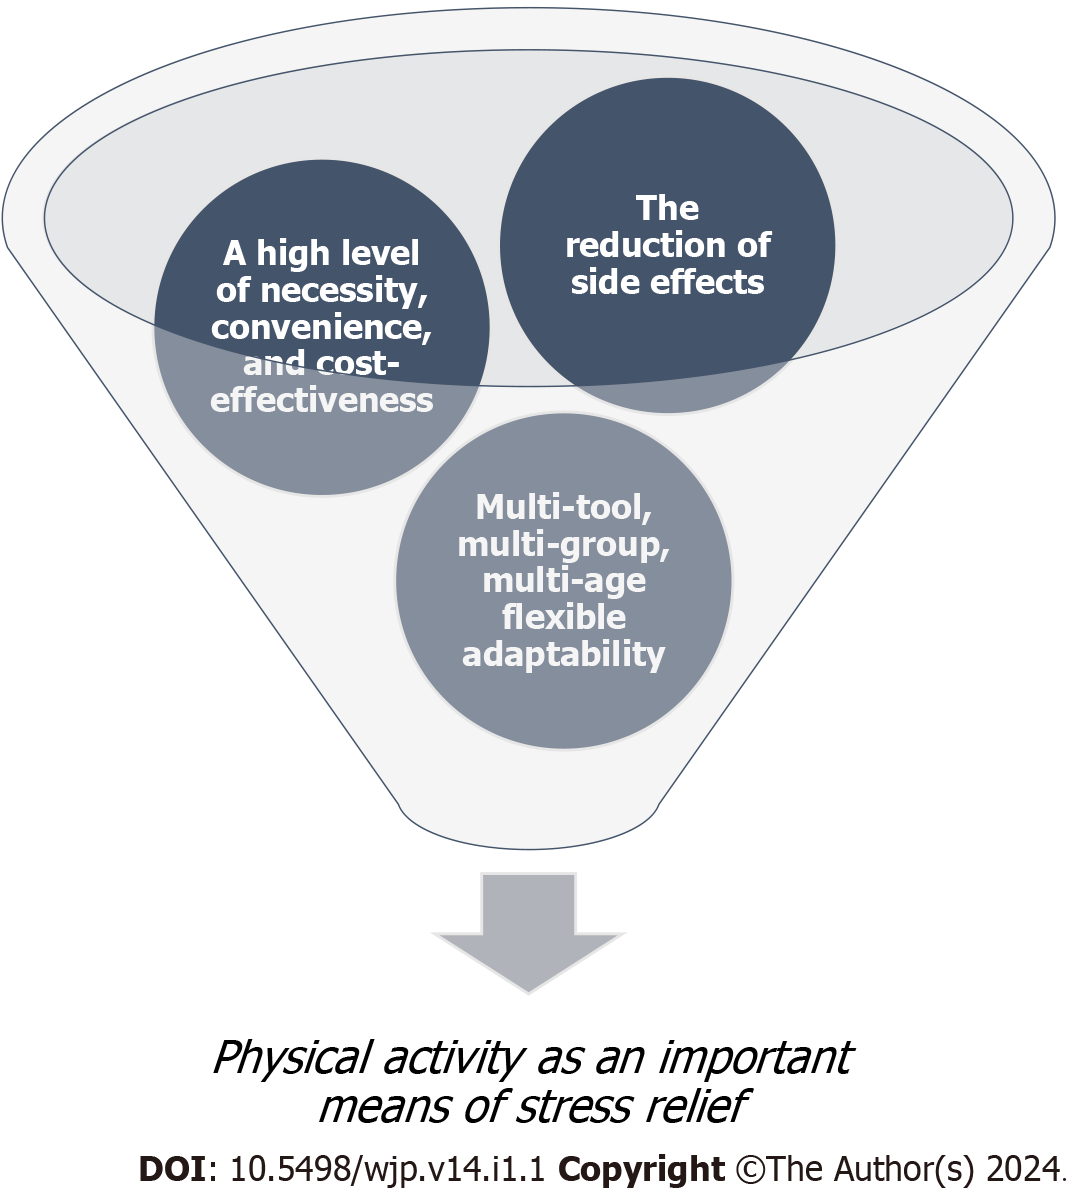 The
reduction of
side effects
A high level
of necessity,
convenience,
and cost-
effectiveness
Multi-tool,
multi-group,
multi-age
flexible
adaptability
Physical activity as an important
means of stress relief
DOI: 10.5498/wjp.v14.i1.1 Copyright ©The Author(s) 2024.